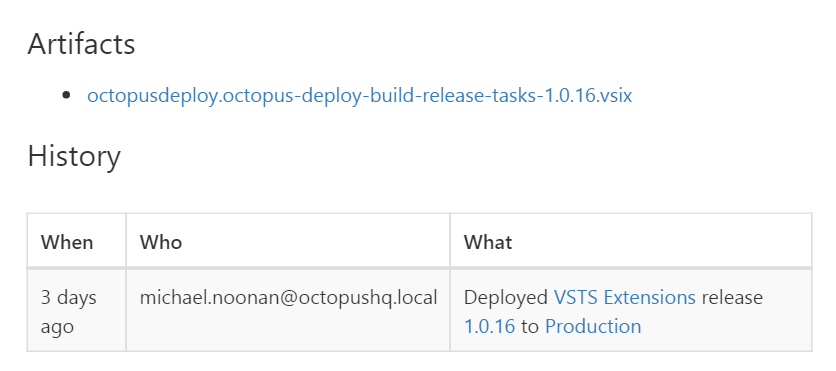 Artifacts
octopusdeploy.octopus-deploy-build-release-tasks-1.0.16.vsix
History
When Who What
3 days ago michael.noonan@octopushq.local Deployed VSTS Extensions release 1.0.16 to Production